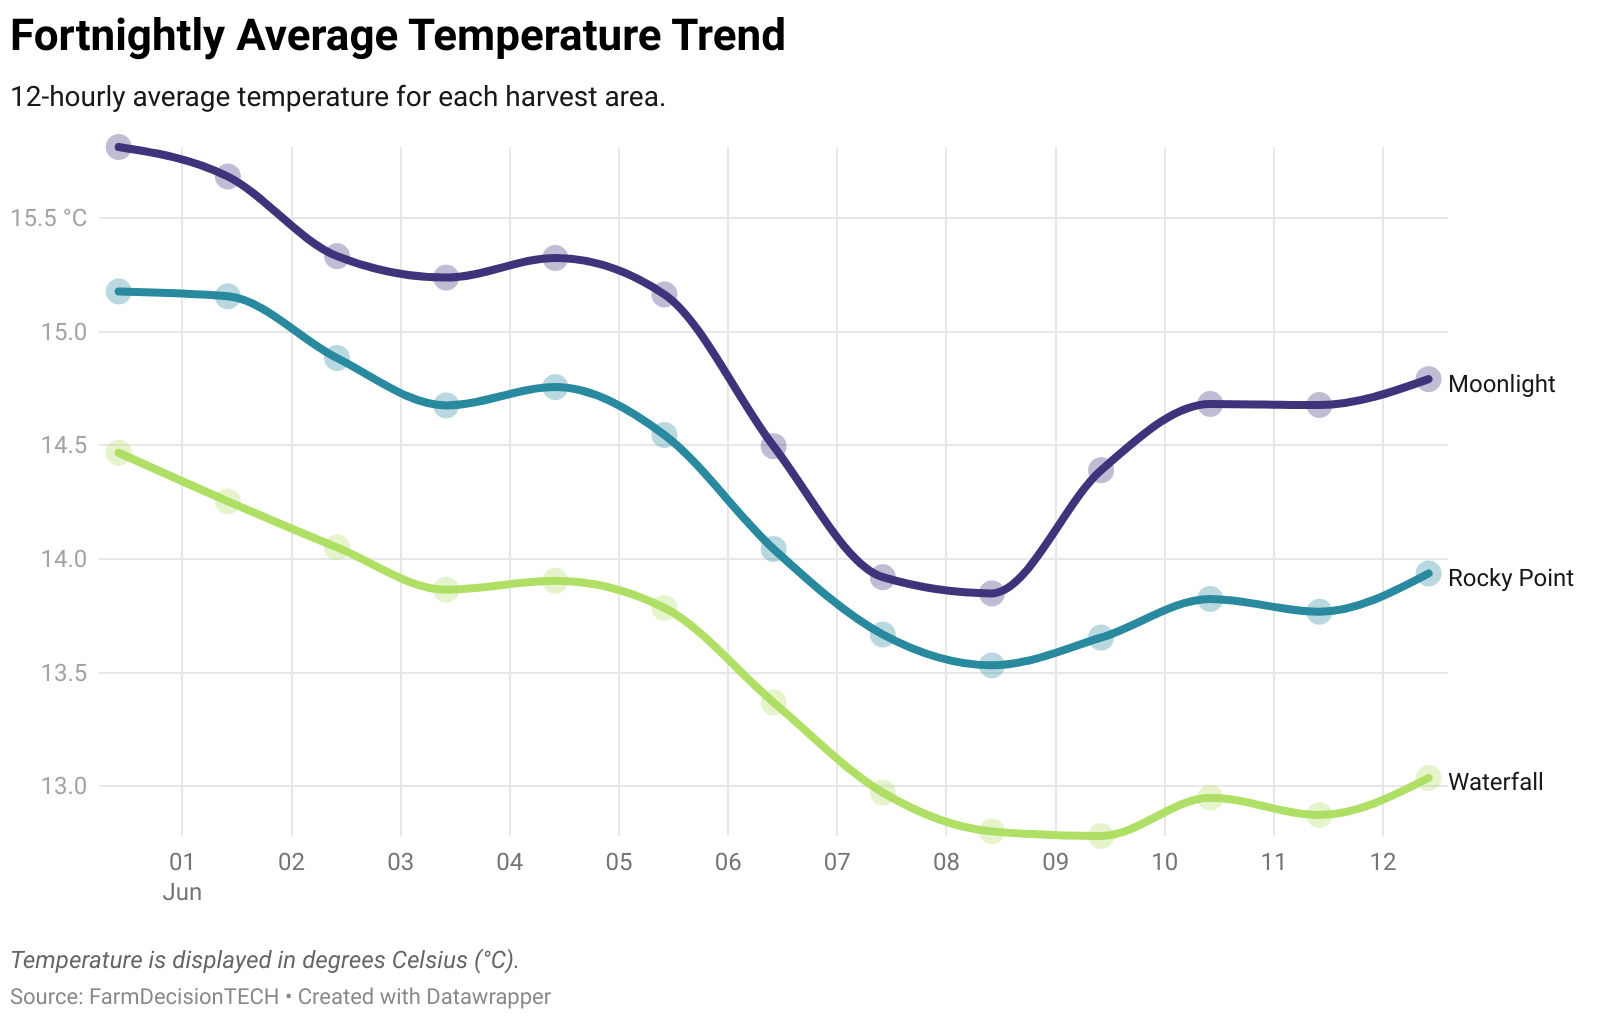 Fortnightly Average Temperature Trend
12-hourly average temperature for each harvest area.
15.5 °C
15.0
14.5
14.0
13.5
13.0
Moonlight
Rocky Point
Waterfall
01 02 03 04 05 06 07 08 09 10 11 12
Jun
Temperature is displayed in degrees Celsius (°C).
Source: FarmDecisionTECH • Created with Datawrapper